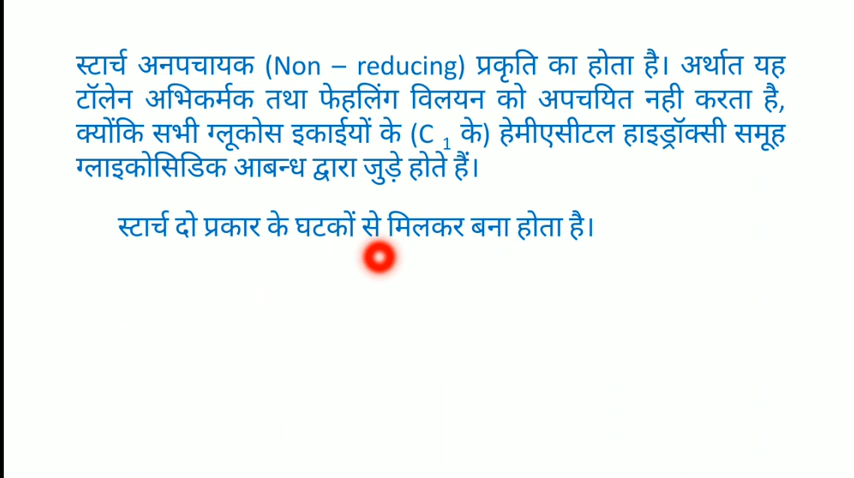 स्टार्च अनपचायक (Non – reducing) प्रकृति का होता है। अर्थात यह
टॉलेन अभिकर्मक तथा फेहलिंग विलयन को अपचयित नही करता है,
क्योंकि सभी ग्लूकोस इकाईयों के (C 1 के) हेमीएसीटल हाइड्रॉक्सी समूह
ग्लाइकोसिडिक आबन्ध द्वारा जुड़े होते हैं।
स्टार्च दो प्रकार के घटकों से मिलकर बना होता है।